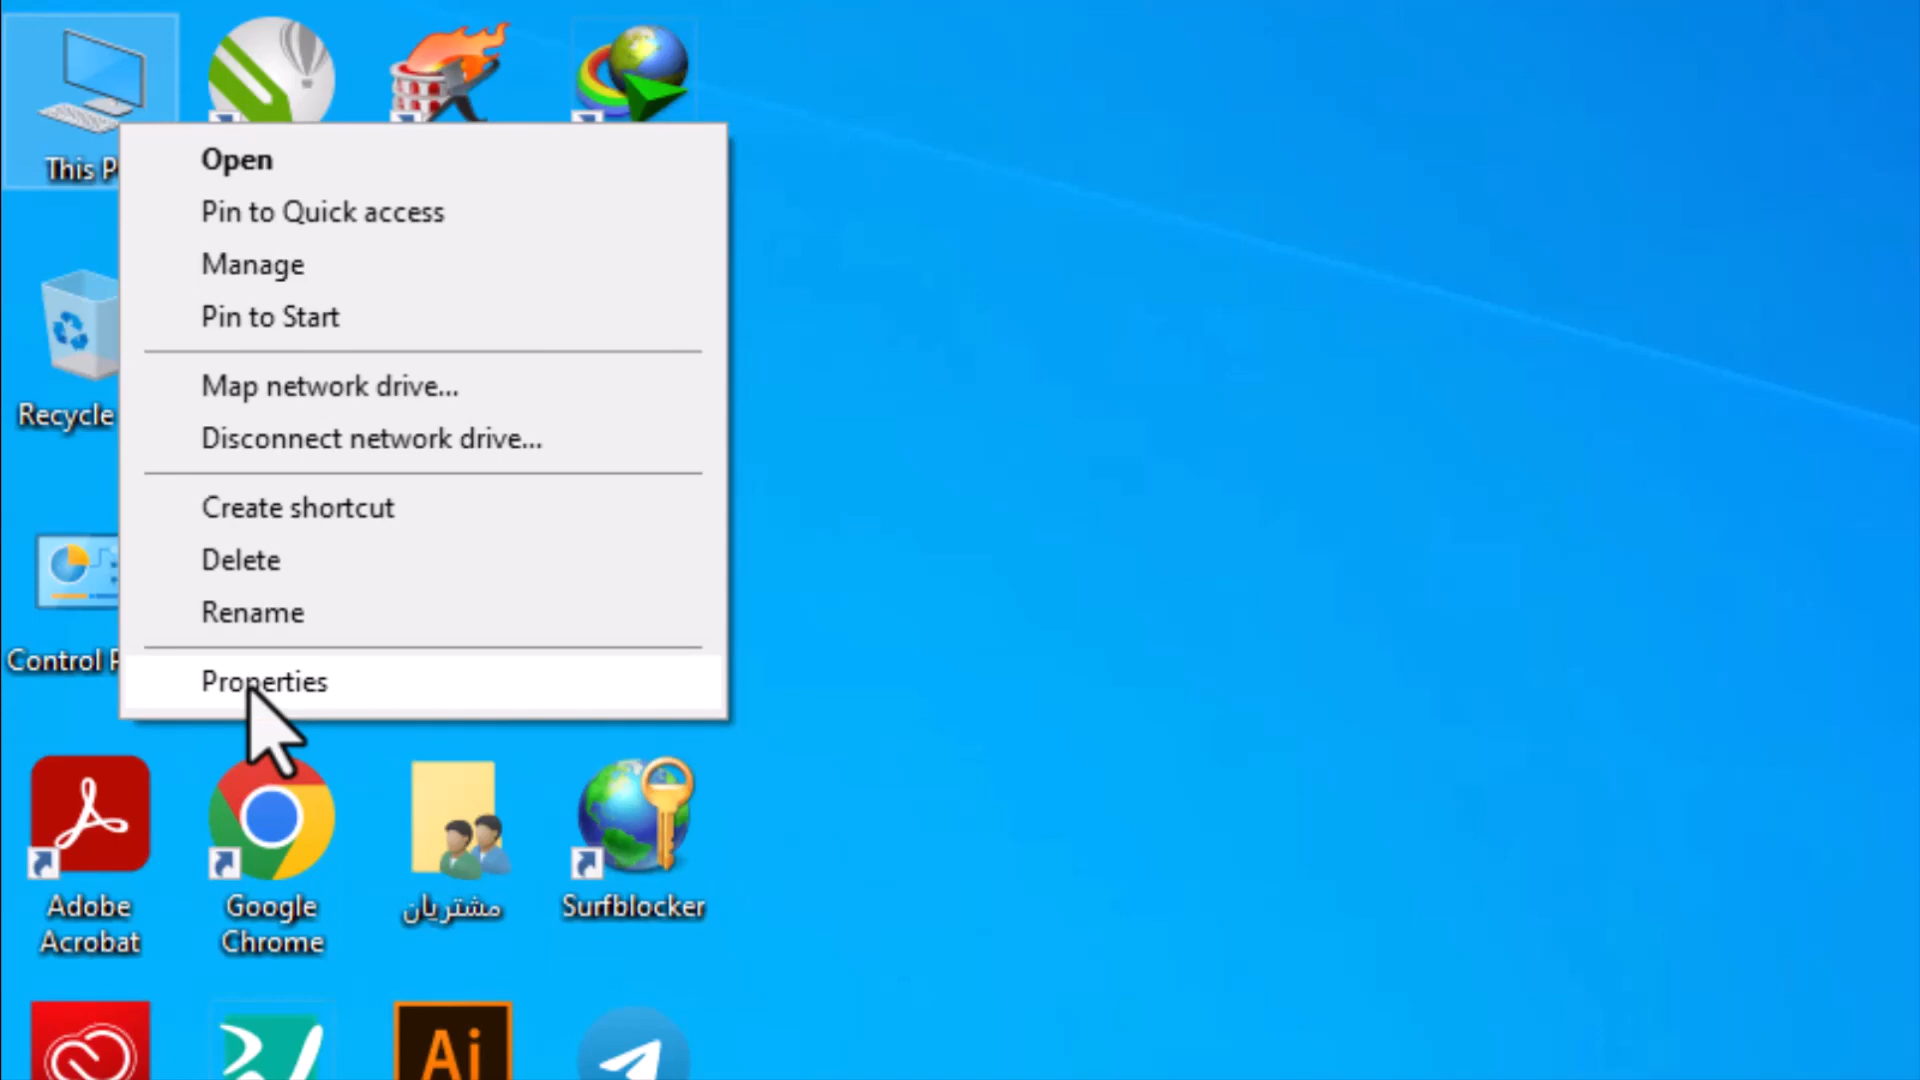 This P
Open
Pin to Quick access
Manage
Pin to Start
Recycle
Map network drive...
Disconnect network drive...
Create shortcut
Delete
Rename
Control P
Properties
Adobe
Acrobat
Google
Chrome
مشتریان
Surfblocker
Ai